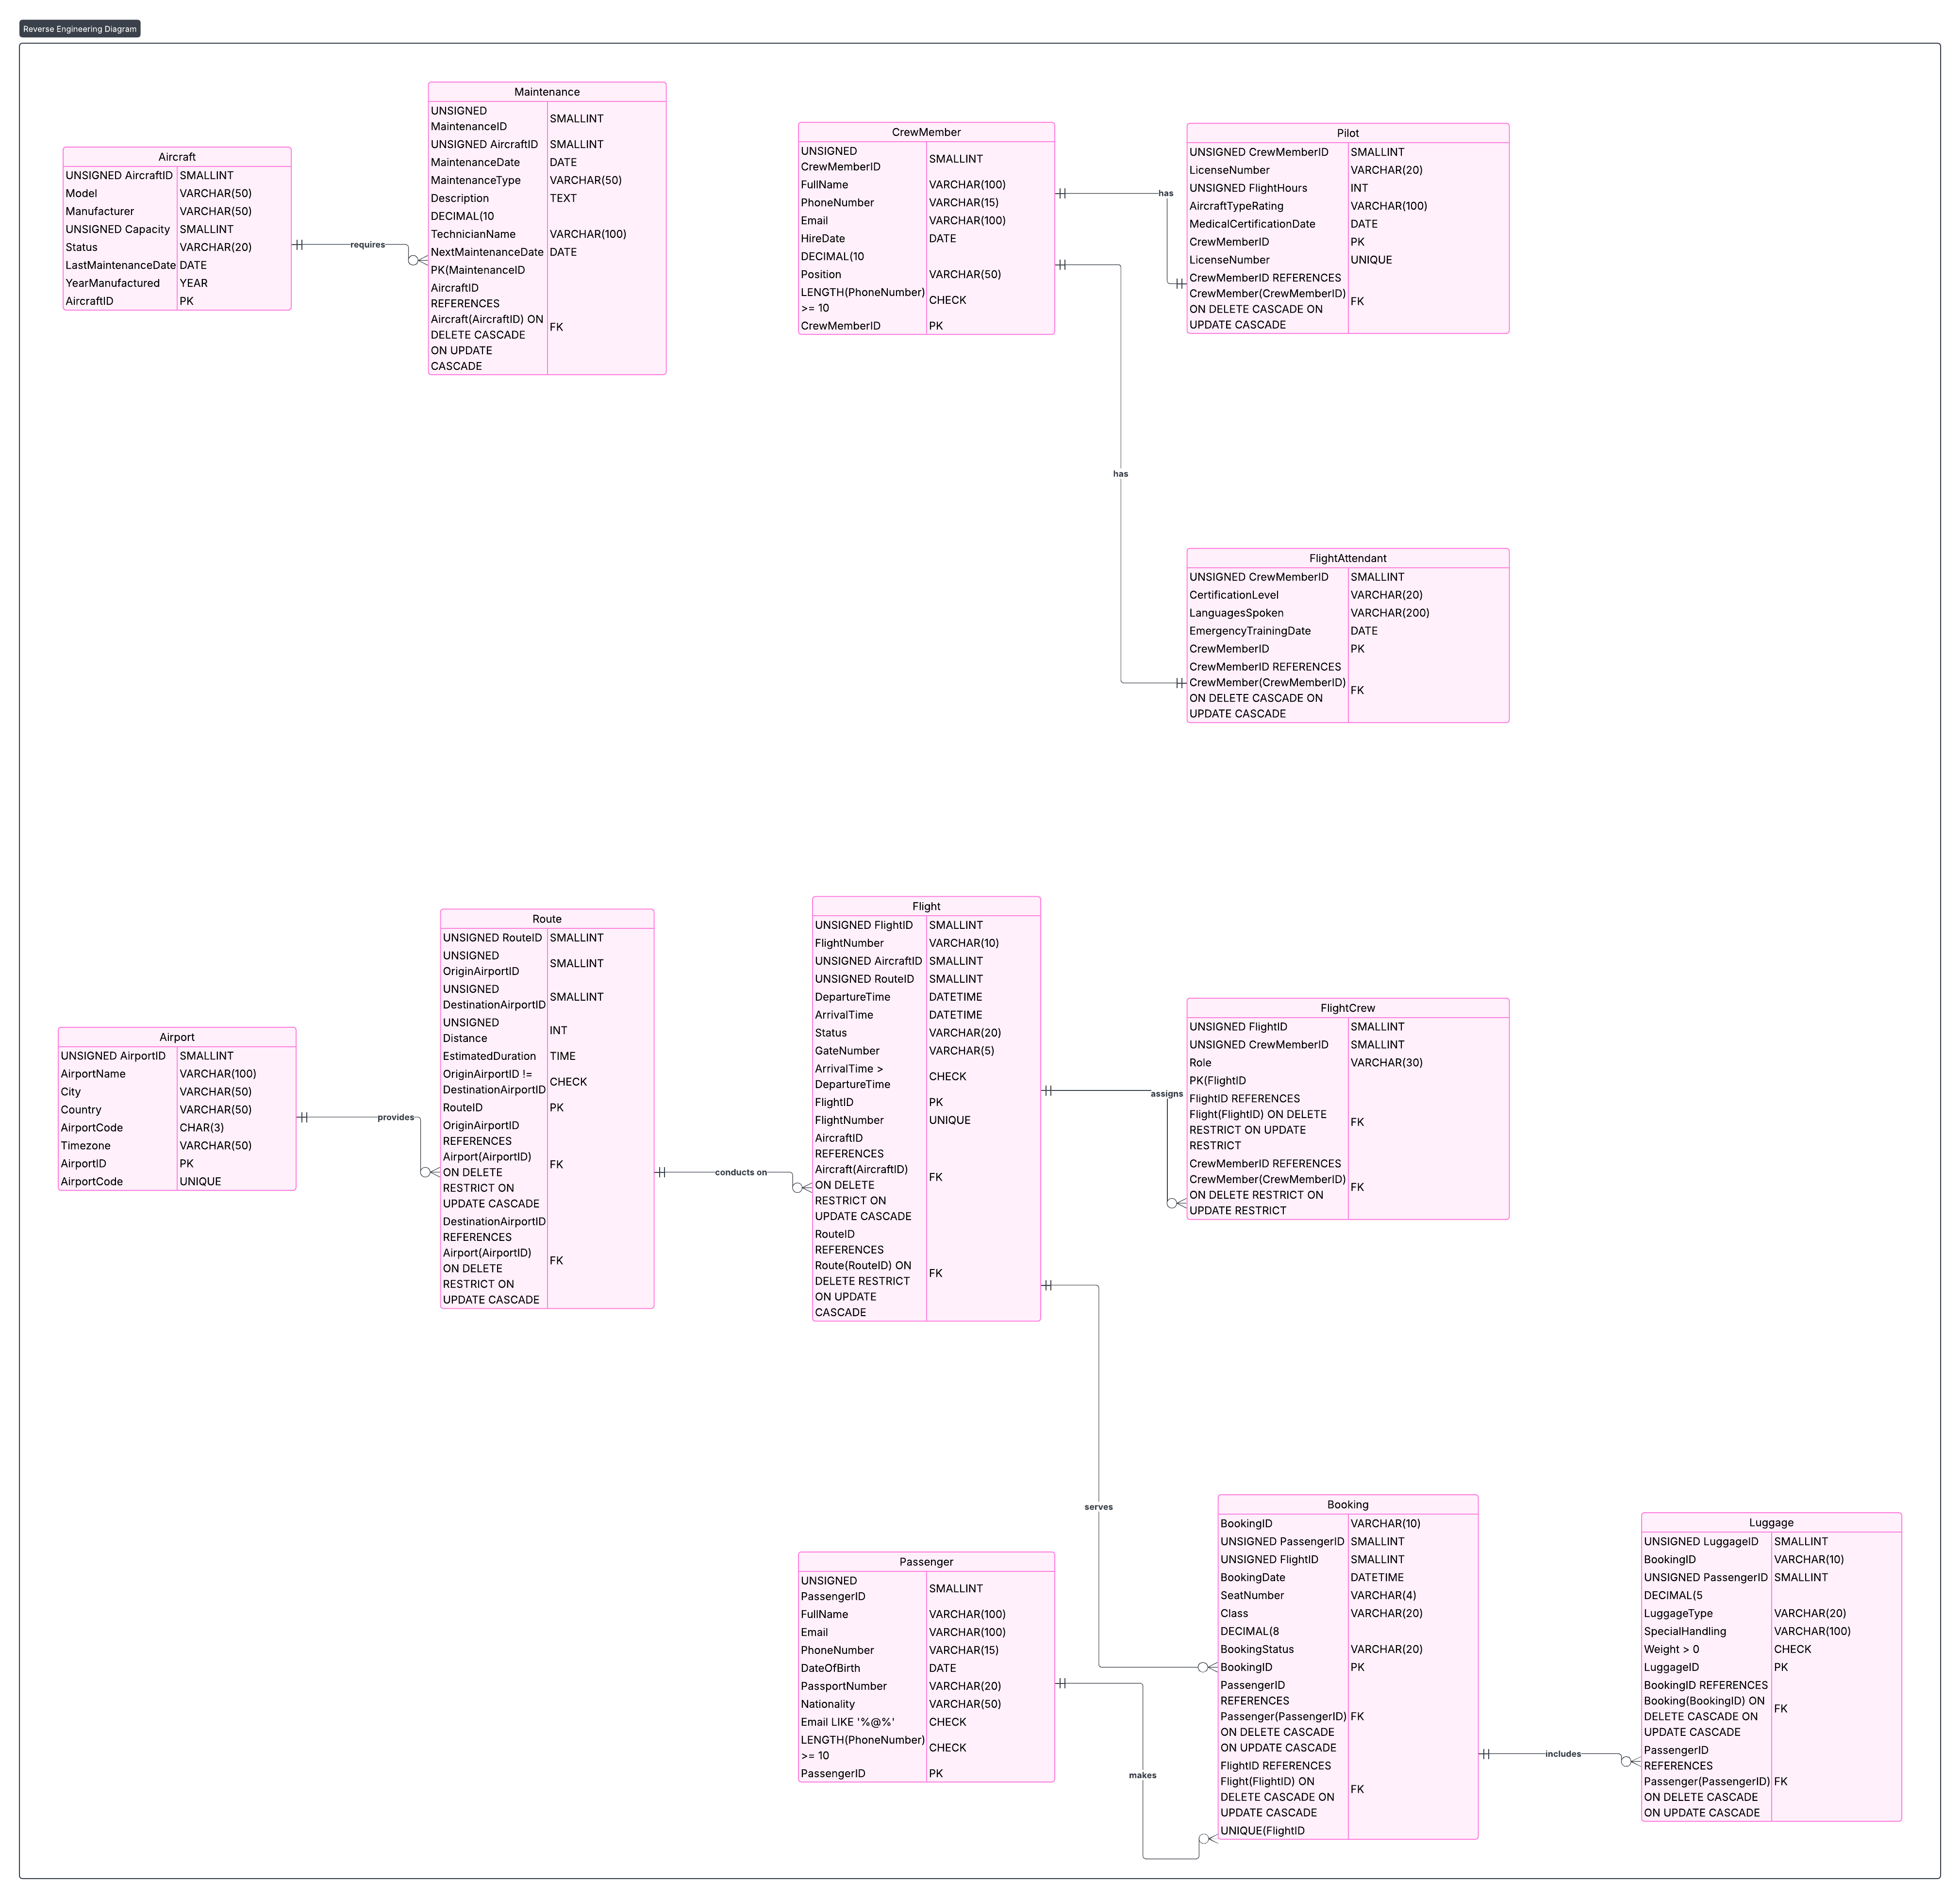 Reverse Engineering Diagram
Maintenance
UNSIGNED
MaintenanceID
SMALLINT
UNSIGNED AircraftID SMALLINT
MaintenanceDate DATE
MaintenanceType VARCHAR(50)
Description TEXT
DECIMAL(10
TechnicianName VARCHAR(100)
NextMaintenanceDate DATE
PK(MaintenanceID
AircraftID
REFERENCES
Aircraft(AircraftID) ON
DELETE CASCADE
ON UPDATE
CASCADE
FK
Aircraft
UNSIGNED AircraftID SMALLINT
Model VARCHAR(50)
Manufacturer VARCHAR(50)
UNSIGNED Capacity SMALLINT
Status VARCHAR(20)
LastMaintenanceDate DATE
YearManufactured YEAR
AircraftID PK
requires
CrewMember
UNSIGNED
CrewMemberID
SMALLINT
FullName VARCHAR(100)
PhoneNumber VARCHAR(15)
Email VARCHAR(100)
HireDate DATE
DECIMAL(10
Position VARCHAR(50)
LENGTH(PhoneNumber)
>= 10
CHECK
CrewMemberID PK
has
Pilot
UNSIGNED CrewMemberID SMALLINT
LicenseNumber VARCHAR(20)
UNSIGNED FlightHours INT
AircraftTypeRating VARCHAR(100)
MedicalCertificationDate DATE
CrewMemberID PK
LicenseNumber UNIQUE
CrewMemberID REFERENCES
CrewMember(CrewMemberID)
ON DELETE CASCADE ON
UPDATE CASCADE
FK
has
FlightAttendant
UNSIGNED CrewMemberID SMALLINT
CertificationLevel VARCHAR(20)
LanguagesSpoken VARCHAR(200)
EmergencyTrainingDate DATE
CrewMemberID PK
CrewMemberID REFERENCES
CrewMember(CrewMemberID)
ON DELETE CASCADE ON
UPDATE CASCADE
FK
Airport
UNSIGNED AirportID SMALLINT
AirportName VARCHAR(100)
City VARCHAR(50)
Country VARCHAR(50)
AirportCode CHAR(3)
Timezone VARCHAR(50)
AirportID PK
AirportCode UNIQUE
provides
Route
UNSIGNED RouteID SMALLINT
UNSIGNED
OriginAirportID
SMALLINT
UNSIGNED
DestinationAirportID
SMALLINT
UNSIGNED
Distance
INT
EstimatedDuration TIME
OriginAirportID !=
DestinationAirportID
CHECK
RouteID PK
OriginAirportID
REFERENCES
Airport(AirportID)
ON DELETE
RESTRICT ON
UPDATE CASCADE
FK
DestinationAirportID
REFERENCES
Airport(AirportID)
ON DELETE
RESTRICT ON
UPDATE CASCADE
FK
conducts on
Flight
UNSIGNED FlightID SMALLINT
FlightNumber VARCHAR(10)
UNSIGNED AircraftID SMALLINT
UNSIGNED RouteID SMALLINT
DepartureTime DATETIME
ArrivalTime DATETIME
Status VARCHAR(20)
GateNumber VARCHAR(5)
ArrivalTime >
DepartureTime
CHECK
FlightID PK
FlightNumber UNIQUE
AircraftID
REFERENCES
Aircraft(AircraftID)
ON DELETE
RESTRICT ON
UPDATE CASCADE
FK
RouteID
REFERENCES
Route(RouteID) ON
DELETE RESTRICT
ON UPDATE
CASCADE
FK
assigns
FlightCrew
UNSIGNED FlightID SMALLINT
UNSIGNED CrewMemberID SMALLINT
Role VARCHAR(30)
PK(FlightID
FlightID REFERENCES
Flight(FlightID) ON DELETE
RESTRICT ON UPDATE
RESTRICT
FK
CrewMemberID REFERENCES
CrewMember(CrewMemberID)
ON DELETE RESTRICT ON
UPDATE RESTRICT
FK
serves
Passenger
UNSIGNED
PassengerID
SMALLINT
FullName VARCHAR(100)
Email VARCHAR(100)
PhoneNumber VARCHAR(15)
DateOfBirth DATE
PassportNumber VARCHAR(20)
Nationality VARCHAR(50)
Email LIKE '%@%' CHECK
LENGTH(PhoneNumber)
>= 10
CHECK
PassengerID PK
makes
Booking
BookingID VARCHAR(10)
UNSIGNED PassengerID SMALLINT
UNSIGNED FlightID SMALLINT
BookingDate DATETIME
SeatNumber VARCHAR(4)
Class VARCHAR(20)
DECIMAL(8
BookingStatus VARCHAR(20)
BookingID PK
PassengerID
REFERENCES
Passenger(PassengerID)
ON DELETE CASCADE
ON UPDATE CASCADE
FK
FlightID REFERENCES
Flight(FlightID) ON
DELETE CASCADE ON
UPDATE CASCADE
FK
UNIQUE(FlightID
includes
Luggage
UNSIGNED LuggageID SMALLINT
BookingID VARCHAR(10)
UNSIGNED PassengerID SMALLINT
DECIMAL(5
LuggageType VARCHAR(20)
SpecialHandling VARCHAR(100)
Weight > 0 CHECK
LuggageID PK
BookingID REFERENCES
Booking(BookingID) ON
DELETE CASCADE ON
UPDATE CASCADE
FK
PassengerID
REFERENCES
Passenger(PassengerID)
ON DELETE CASCADE
ON UPDATE CASCADE
FK